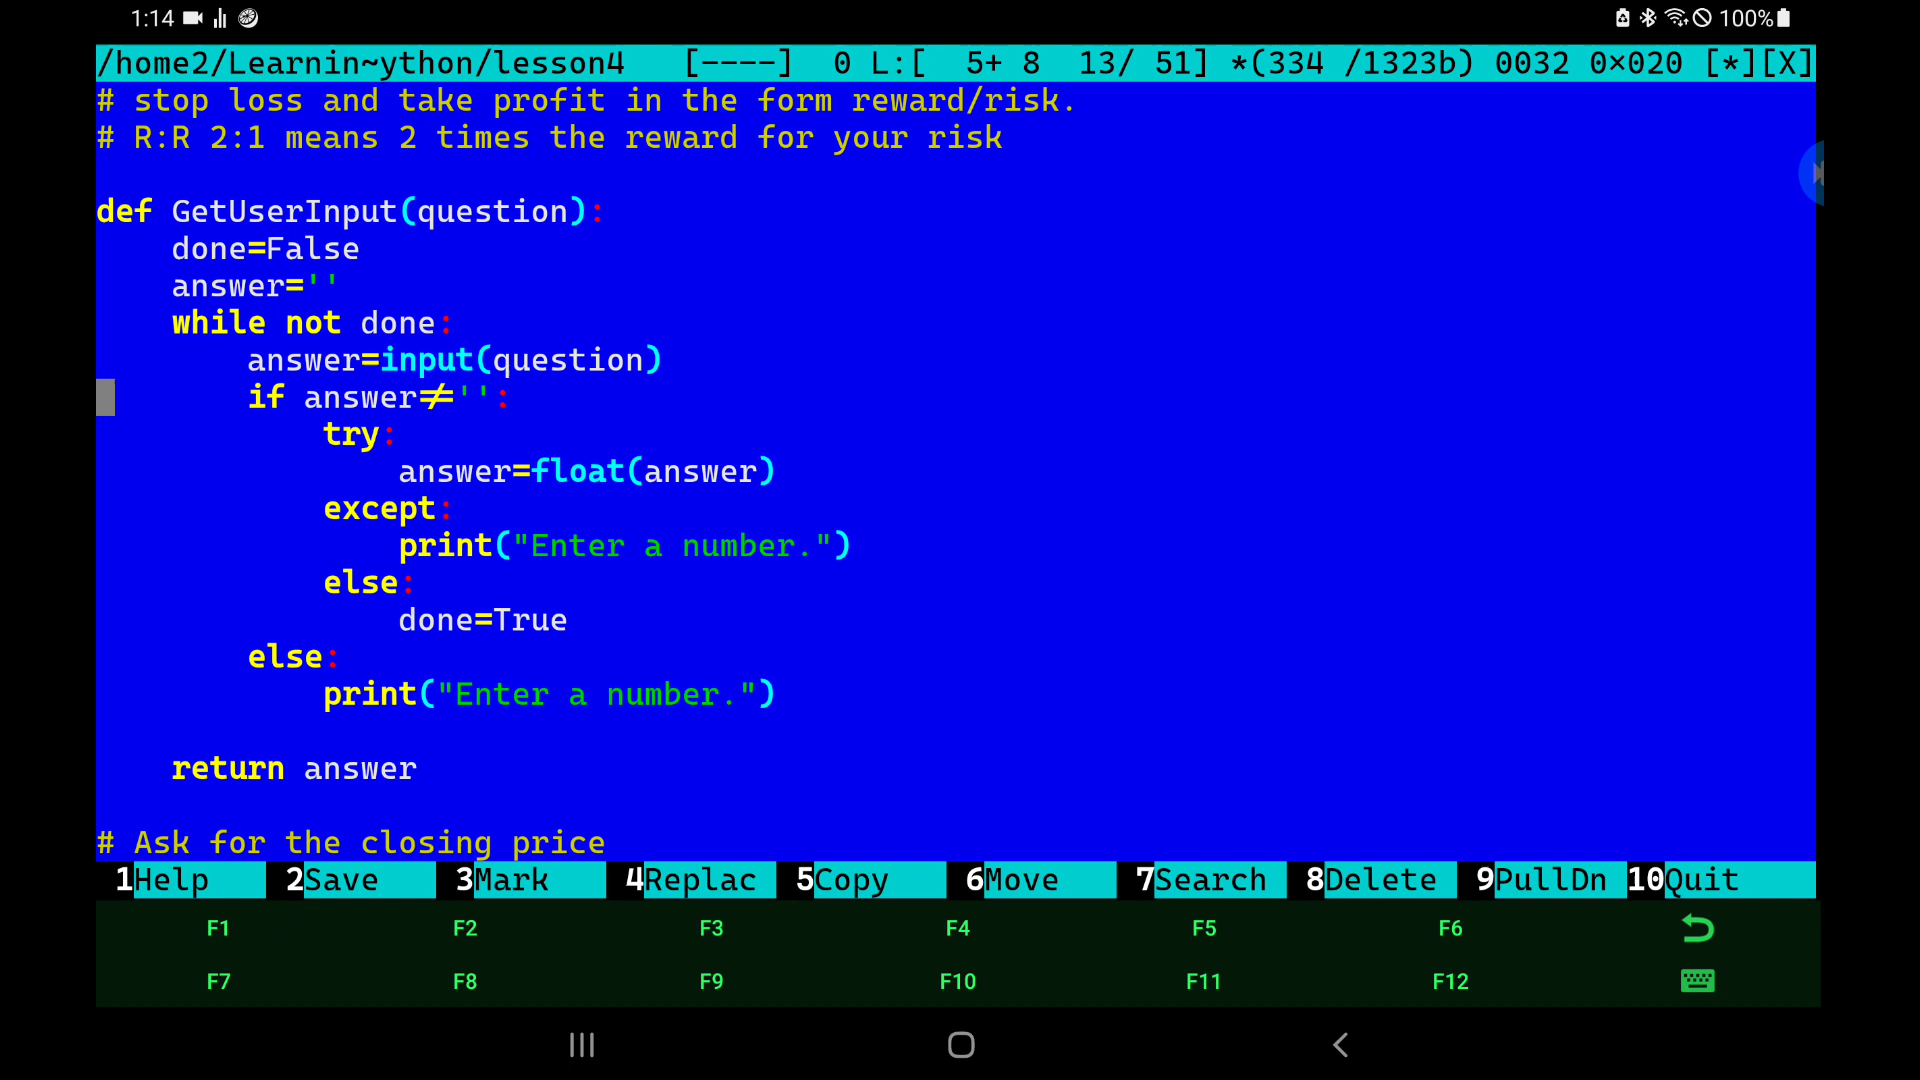 1:14 100%
/home2/Learnin~ython/lesson4 [----] 0 L:[ 5+ 8 13/ 51] *(334 /1323b) 0032 0×020 [*][X]
# stop loss and take profit in the form reward/risk.
# R:R 2:1 means 2 times the reward for your risk
def GetUserInput(question):
done=False
answer=''
while not done:
answer=input(question)
if answer≠'':
try:
answer=float(answer)
except:
print("Enter a number.")
else:
done=True
else:
print("Enter a number.")
return answer
# Ask for the closing price
1Help 2Save 3Mark 4Replac 5Copy 6Move 7Search 8Delete 9PullDn 10Quit
F1 F2 F3 F4 F5 F6
F7 F8 F9 F10 F11 F12